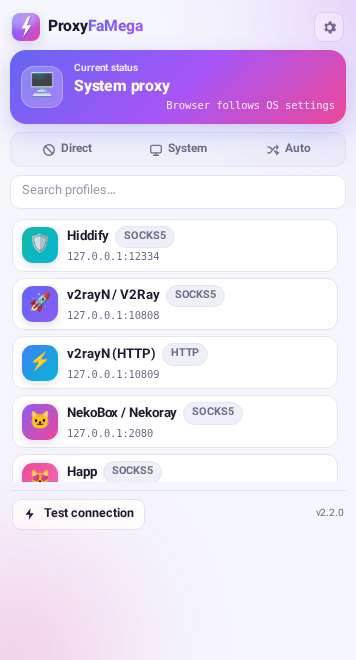 ProxyFaMega
Current status
System proxy
Browser follows OS settings
Direct
System
Auto
Search profiles…
Hiddify SOCKS5
127.0.0.1:12334
v2rayN / V2Ray SOCKS5
127.0.0.1:10808
v2rayN (HTTP) HTTP
127.0.0.1:10809
NekoBox / Nekoray SOCKS5
127.0.0.1:2080
Happ SOCKS5
Test connection
v2.2.0